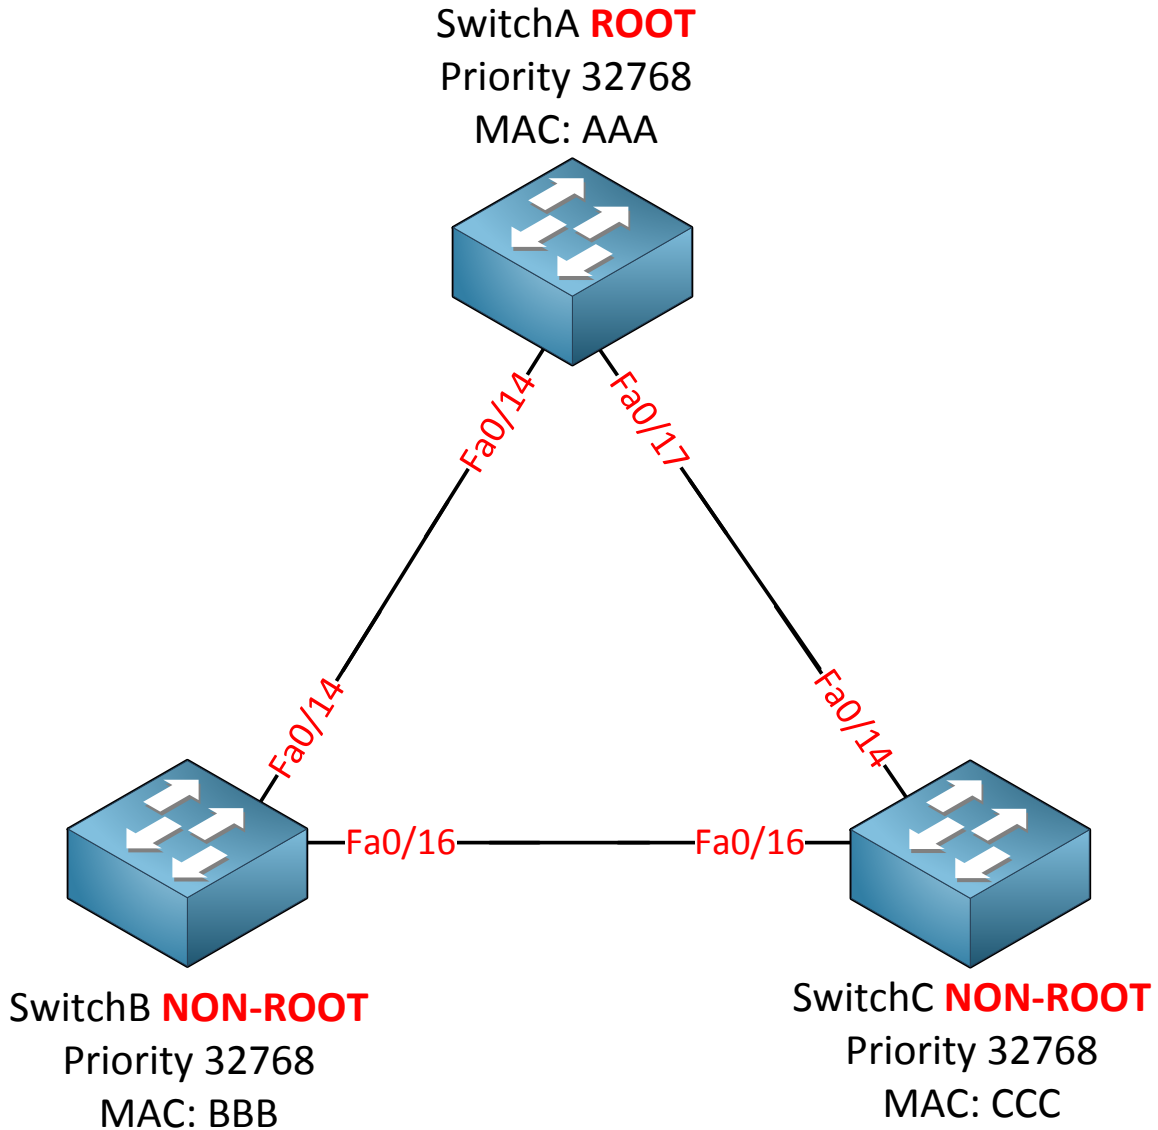 SwitchA ROOT
Priority 32768
MAC: AAA
Fa0/14
Fa0/17
Fa0/14
Fa0/14
Fa0/16
Fa0/16
SwitchB NON-ROOT
Priority 32768
MAC: BBB
SwitchC NON-ROOT
Priority 32768
MAC: CCC